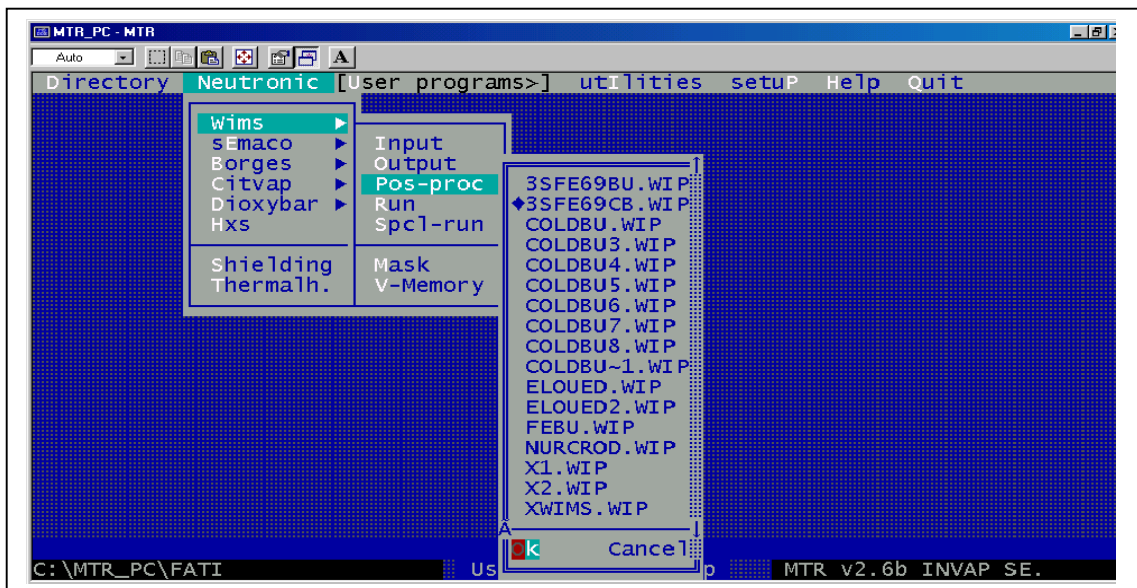 MTR_PC - MTR
Auto
A
Directory Neutronic [User programs>] utIlities setuP Help Quit
Wims
sEmaco
Borges
Citvap
Dioxybar
Hxs
Shielding
Thermalh.
Input
Output
Pos-proc
Run
Spcl-run
Mask
V-Memory
3SFE69BU.WIP
♦3SFE69CB.WIP
COLDBU.WIP
COLDBU3.WIP
COLDBU4.WIP
COLDBU5.WIP
COLDBU6.WIP
COLDBU7.WIP
COLDBU8.WIP
COLDBU~1.WIP
ELOUED.WIP
ELOUED2.WIP
FEBU.WIP
NURCROD.WIP
X1.WIP
X2.WIP
XWIMS.WIP
Ok Cancel
C:\MTR_PC\FATI Us p MTR v2.6b INVAP SE.